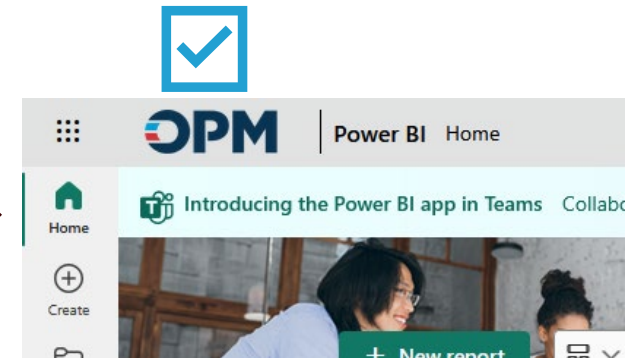 OPM Power BI Home
Introducing the Power BI app in Teams Collabo
Home
Create
+ New report